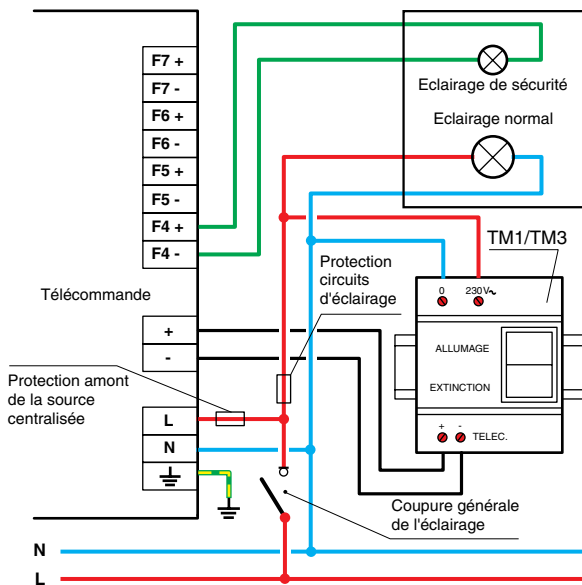 F7 +
F7 -
F6 +
F6 -
F5 +
F5 -
F4 +
F4 -
Télécommande
+
-
Protection amont
de la source
centralisée
L
N
Eclairage de sécurité
Eclairage normal
Protection
circuits
d'éclairage
TM1/TM3
0
230V~
ALLUMAGE
EXTINCTION
+
-
TELEC.
Coupure générale
de l'éclairage
N
L